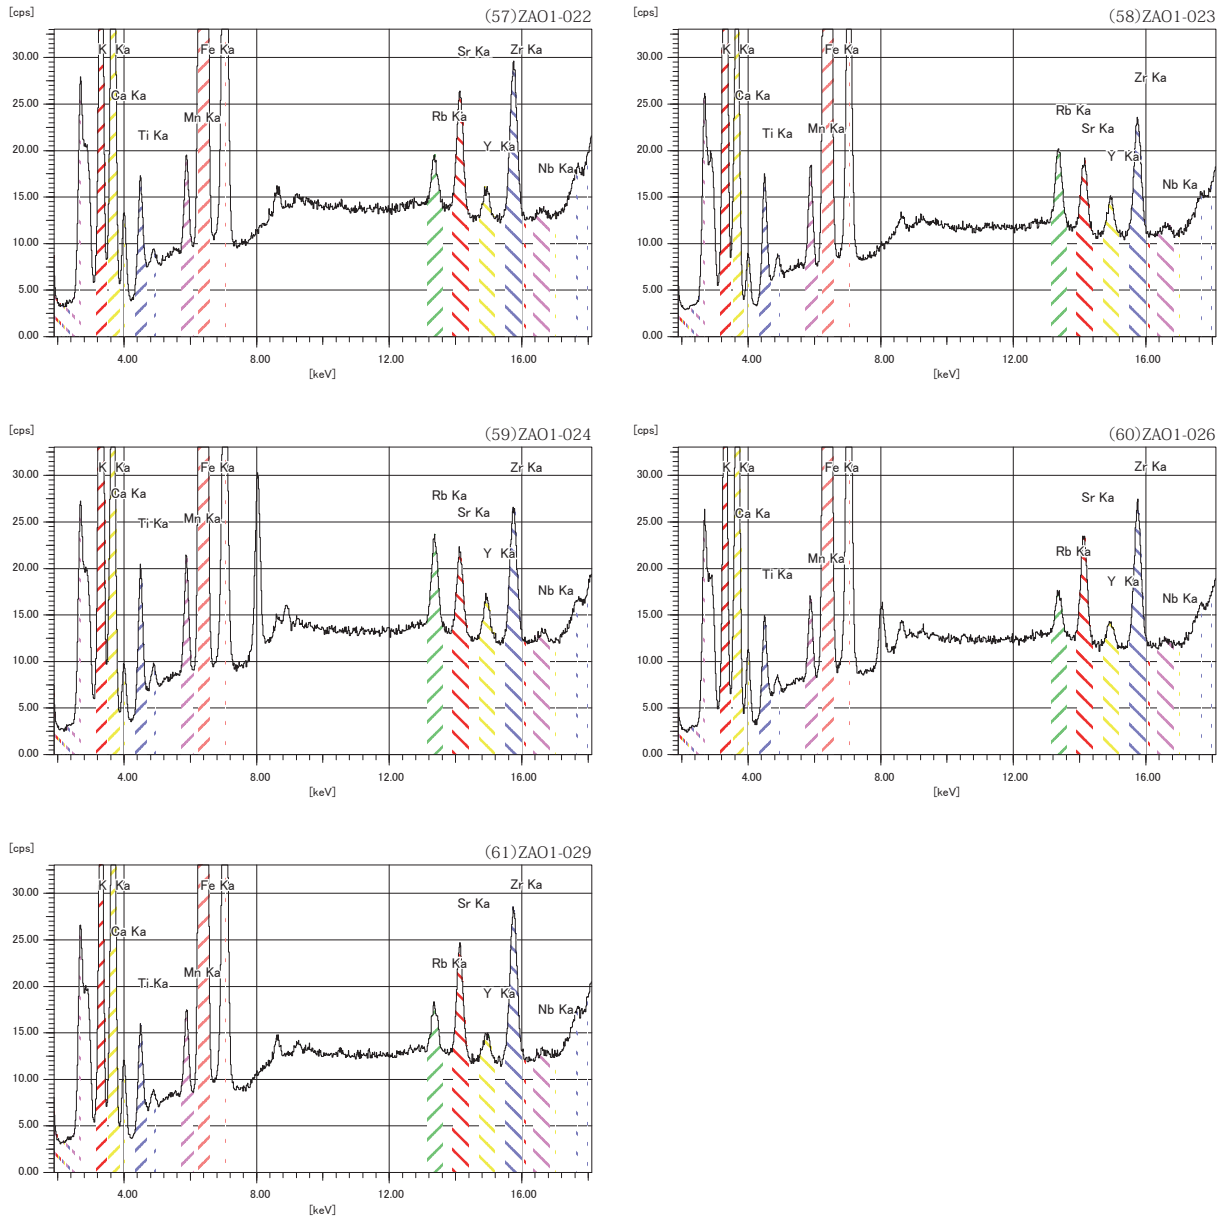 [cps] (57)ZAO1-022
30.00 K Ka Fe Ka Sr Ka Zr Ka
25.00 Ca Ka
Mn Ka Rb Ka
20.00 Ti Ka Y Ka
Nb Ka
15.00
10.00
5.00
0.00
4.00 8.00 12.00 16.00
[keV]
[cps] (58)ZAO1-023
30.00 K Ka Fe Ka
Zr Ka
25.00 Ca Ka Rb Ka
Ti Ka Mn Ka Sr Ka
20.00 Y Ka
Nb Ka
15.00
10.00
5.00
0.00
4.00 8.00 12.00 16.00
[keV]
[cps] (59)ZAO1-024
30.00 K Ka Fe Ka Zr Ka
Ca Ka Rb Ka
25.00 Ti Ka Mn Ka Sr Ka
Y Ka
20.00
Nb Ka
15.00
10.00
5.00
0.00
4.00 8.00 12.00 16.00
[keV]
[cps] (60)ZAO1-026
30.00 K Ka Fe Ka Zr Ka
Sr Ka
25.00 Ca Ka
Mn Ka Rb Ka
20.00 Ti Ka Y Ka
Nb Ka
15.00
10.00
5.00
0.00
4.00 8.00 12.00 16.00
[keV]
[cps] (61)ZAO1-029
30.00 K Ka Fe Ka Zr Ka
Sr Ka
25.00 Ca Ka
Mn Ka Rb Ka
20.00 Ti Ka Y Ka
Nb Ka
15.00
10.00
5.00
0.00
4.00 8.00 12.00 16.00
[keV]